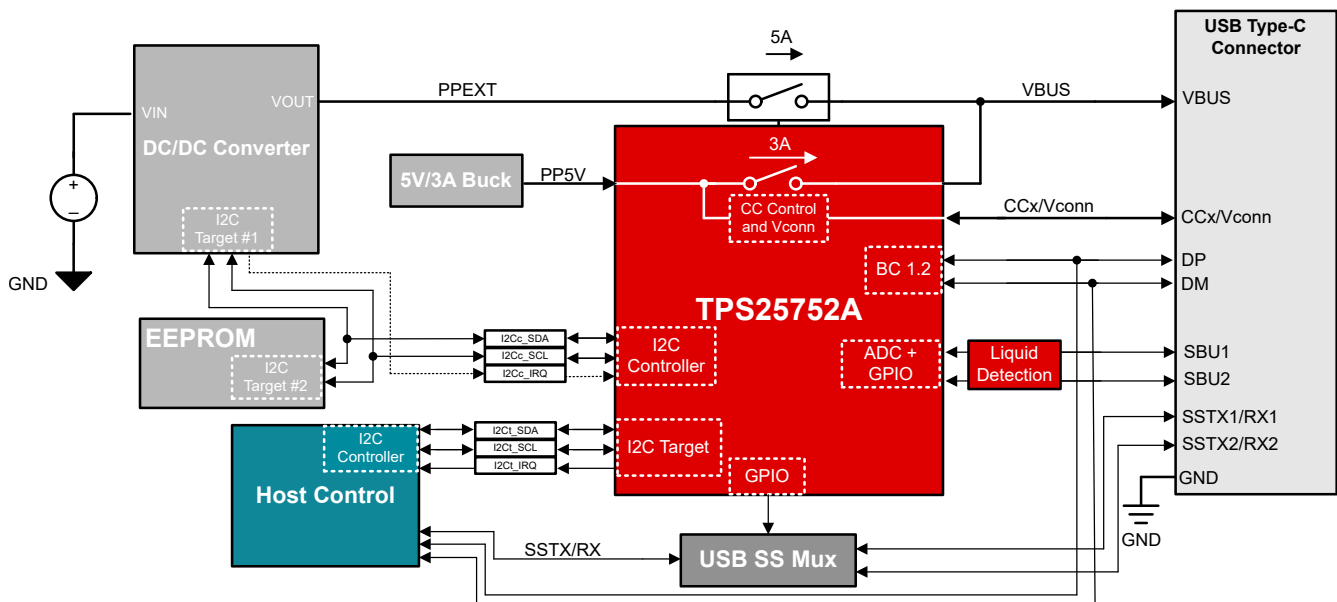 USB Type-C
Connector
5A
VOUT
PPEXT
VBUS
VBUS
VIN
DC/DC Converter
3A
5V/3A Buck
PP5V
+
−
CC Control
and Vconn
CCx/Vconn
CCx/Vconn
I2C
Target #1
BC 1.2
DP
DM
GND
TPS25752A
EEPROM
I2C
Target #2
I2Cc_SDA
I2Cc_SCL
I2Cc_IRQ
I2C
Controller
ADC +
GPIO
Liquid
Detection
SBU1
SBU2
SSTX1/RX1
SSTX2/RX2
I2C
Controller
I2Ct_SDA
I2Ct_SCL
I2Ct_IRQ
I2C Target
GPIO
GND
Host Control
GND
SSTX/RX
USB SS Mux